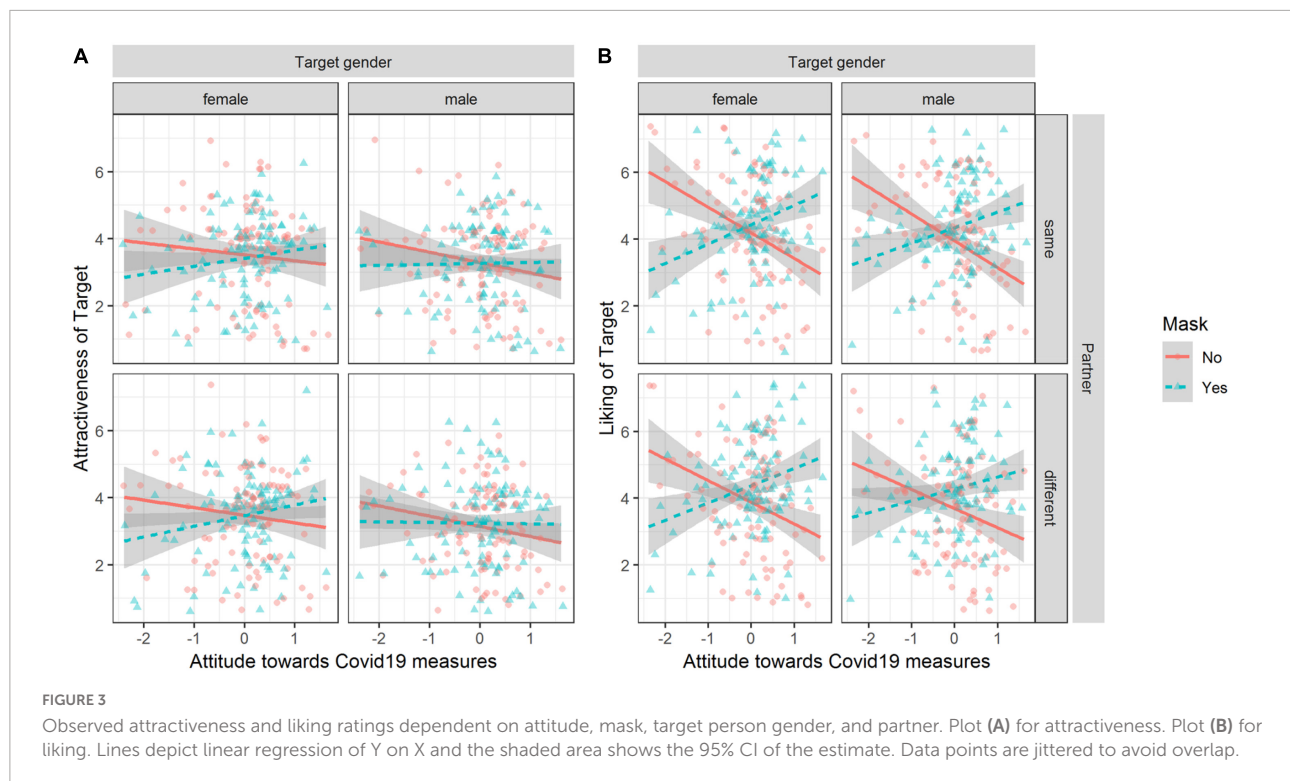 A
Target gender
female
male
Attractiveness of Target
6
4
2
6
4
2
-2
-1
0
1
-2
-1
0
1
Attitude towards Covid19 measures
B
Target gender
female
male
Liking of Target
6
4
2
6
4
2
-2
-1
0
1
-2
-1
0
1
Attitude towards Covid19 measures
same
different
Partner
Mask
No
Yes
FIGURE 3
Observed attractiveness and liking ratings dependent on attitude, mask, target person gender, and partner. Plot (A) for attractiveness. Plot (B) for
liking. Lines depict linear regression of Y on X and the shaded area shows the 95% CI of the estimate. Data points are jittered to avoid overlap.